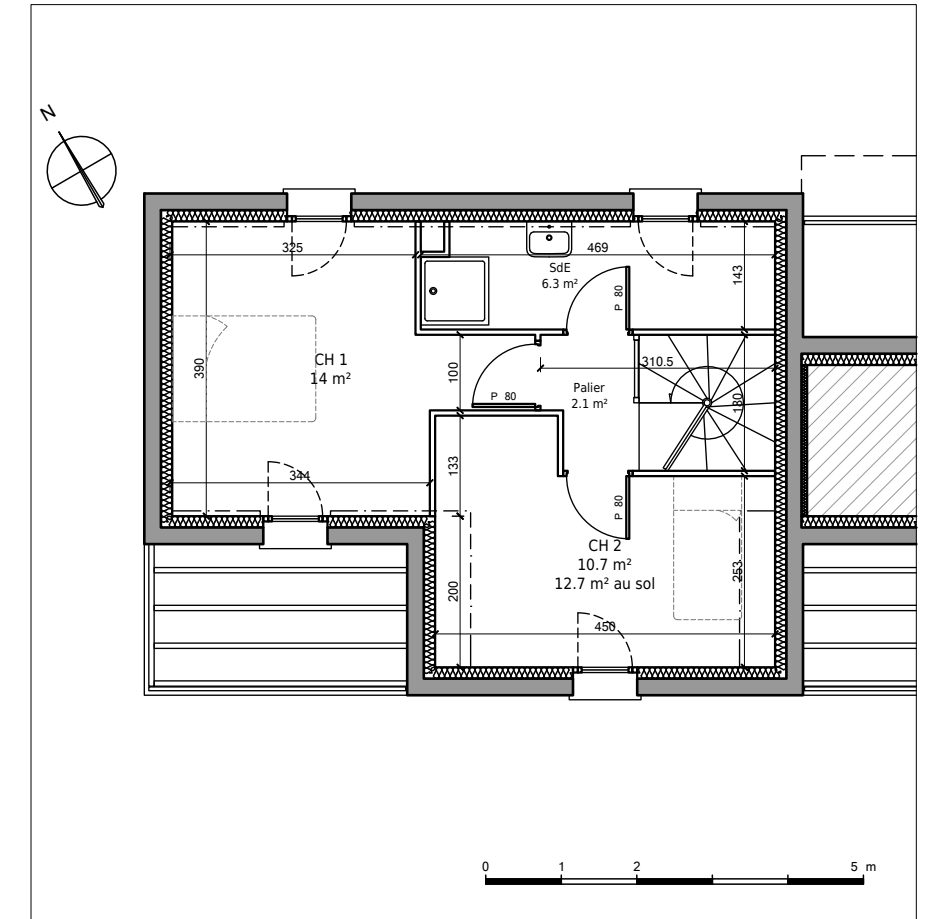 N
325
469
SdE
6.3 m²
143
P 80
390
CH 1
14 m²
100
P 80
310.5
Palier
2.1 m²
180
344
133
P 80
CH 2
10.7 m²
12.7 m² au sol
253
200
450
0 1 2 5 m